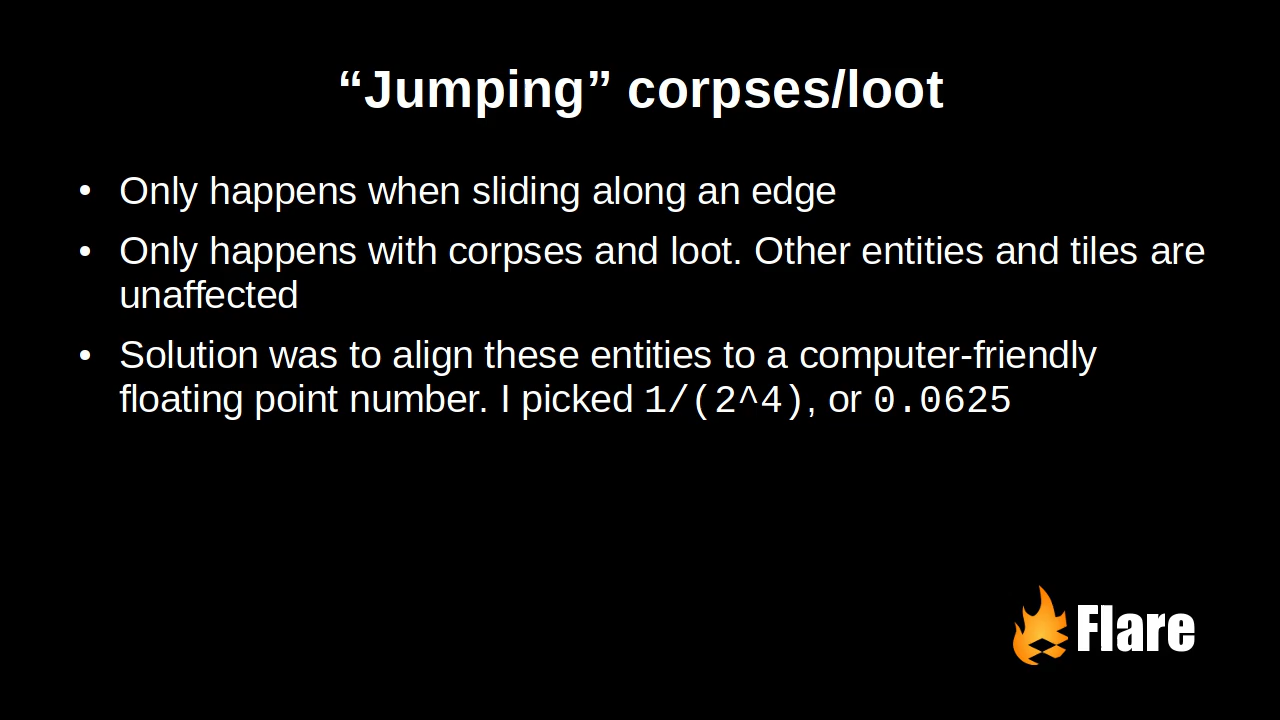 “Jumping” corpses/loot
• Only happens when sliding along an edge
• Only happens with corpses and loot. Other entities and tiles are
unaffected
• Solution was to align these entities to a computer-friendly
floating point number. I picked 1/(2^4), or 0.0625
Flare